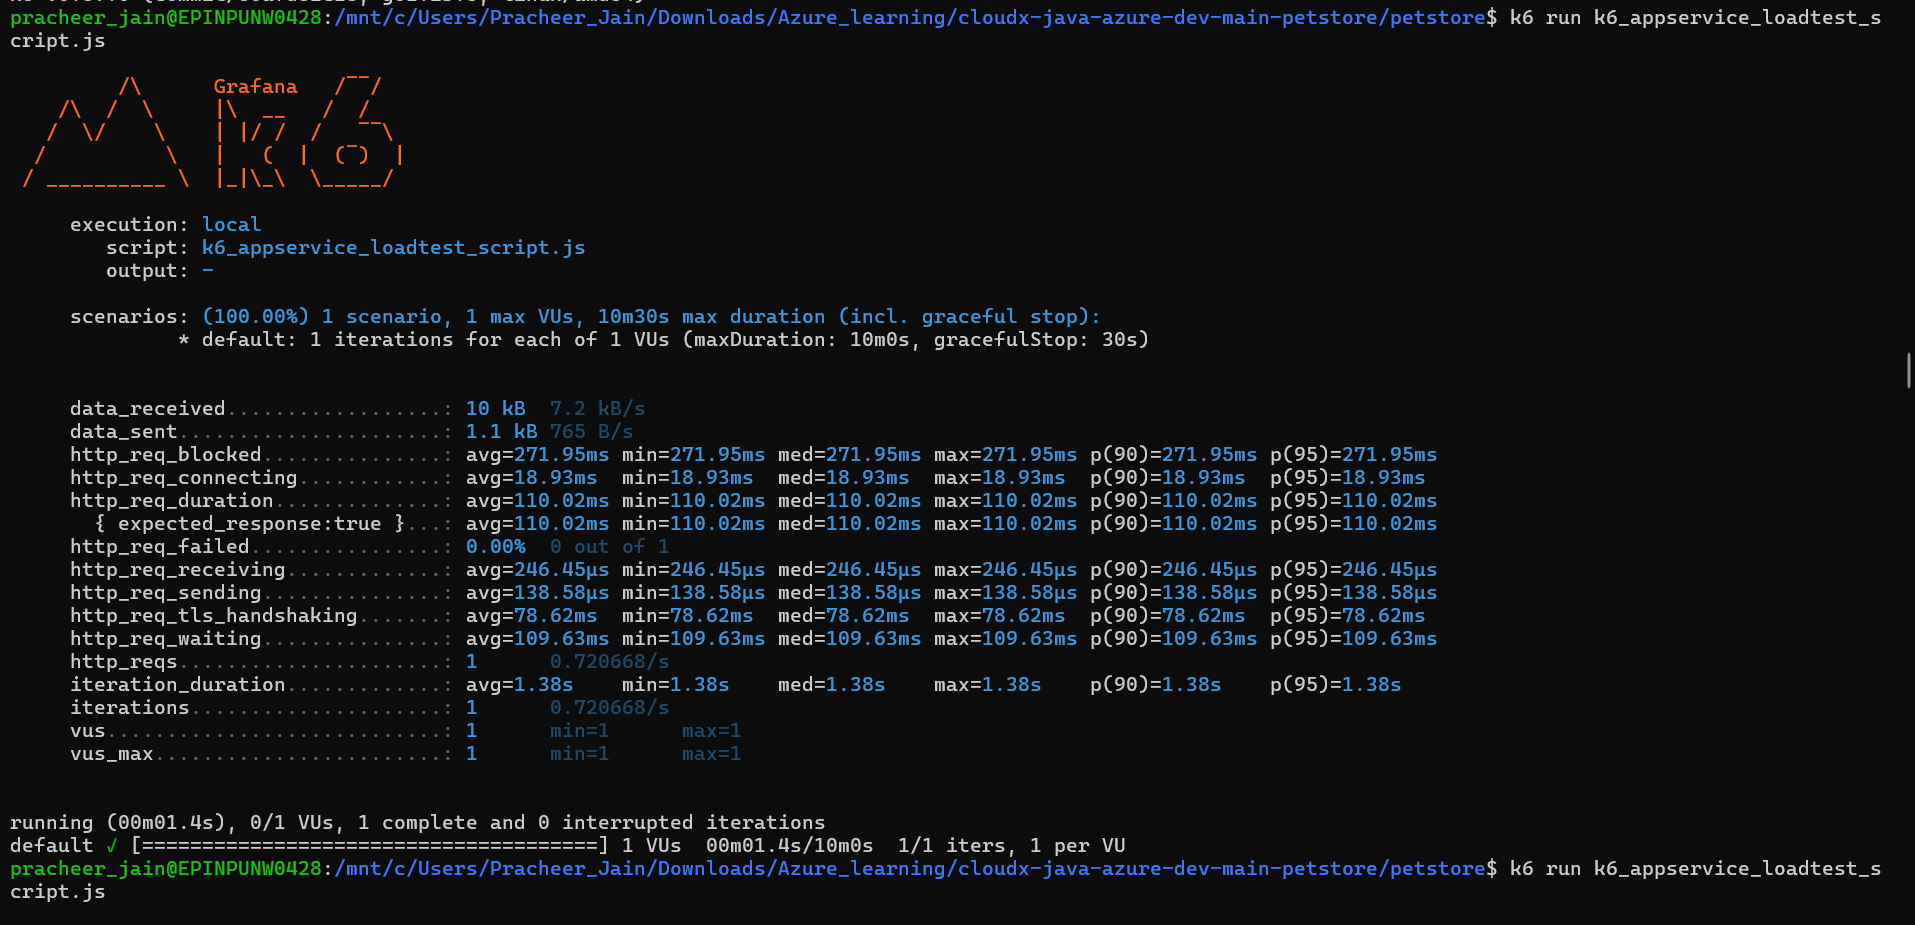 pracheer_jain@EPINPUNW0428:/mnt/c/Users/Pracheer_Jain/Downloads/Azure_learning/cloudx-java-azure-dev-main-petstore/petstore$ k6 run k6_appservice_loadtest_s
cript.js
Grafana
execution: local
script: k6_appservice_loadtest_script.js
output: -
scenarios: (100.00%) 1 scenario, 1 max VUs, 10m30s max duration (incl. graceful stop):
* default: 1 iterations for each of 1 VUs (maxDuration: 10m0s, gracefulStop: 30s)
data_received..................: 10 kB 7.2 kB/s
data_sent......................: 1.1 kB 765 B/s
http_req_blocked...............: avg=271.95ms min=271.95ms med=271.95ms max=271.95ms p(90)=271.95ms p(95)=271.95ms
http_req_connecting............: avg=18.93ms min=18.93ms med=18.93ms max=18.93ms p(90)=18.93ms p(95)=18.93ms
http_req_duration..............: avg=110.02ms min=110.02ms med=110.02ms max=110.02ms p(90)=110.02ms p(95)=110.02ms
{ expected_response:true }...: avg=110.02ms min=110.02ms med=110.02ms max=110.02ms p(90)=110.02ms p(95)=110.02ms
http_req_failed................: 0.00% 0 out of 1
http_req_receiving.............: avg=246.45µs min=246.45µs med=246.45µs max=246.45µs p(90)=246.45µs p(95)=246.45µs
http_req_sending...............: avg=138.58µs min=138.58µs med=138.58µs max=138.58µs p(90)=138.58µs p(95)=138.58µs
http_req_tls_handshaking.......: avg=78.62ms min=78.62ms med=78.62ms max=78.62ms p(90)=78.62ms p(95)=78.62ms
http_req_waiting...............: avg=109.63ms min=109.63ms med=109.63ms max=109.63ms p(90)=109.63ms p(95)=109.63ms
http_reqs......................: 1 0.720668/s
iteration_duration.............: avg=1.38s min=1.38s med=1.38s max=1.38s p(90)=1.38s p(95)=1.38s
iterations.....................: 1 0.720668/s
vus............................: 1 min=1 max=1
vus_max........................: 1 min=1 max=1
running (00m01.4s), 0/1 VUs, 1 complete and 0 interrupted iterations
default ✓ [======================================] 1 VUs 00m01.4s/10m0s 1/1 iters, 1 per VU
pracheer_jain@EPINPUNW0428:/mnt/c/Users/Pracheer_Jain/Downloads/Azure_learning/cloudx-java-azure-dev-main-petstore/petstore$ k6 run k6_appservice_loadtest_s
cript.js